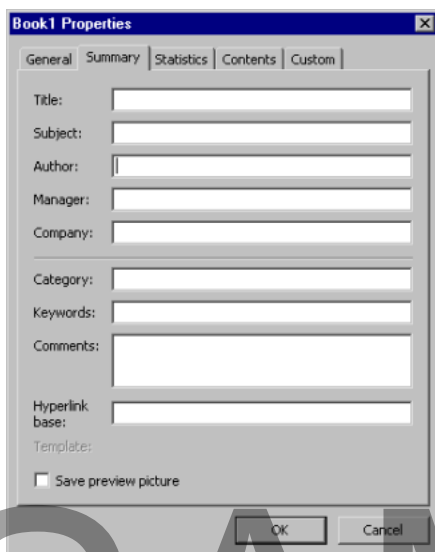 Book1 Properties
General Summary Statistics Contents Custom
Title:
Subject:
Author:
Manager:
Company:
Category:
Keywords:
Comments:
Hyperlink
base:
Template:
Save preview picture
OK Cancel